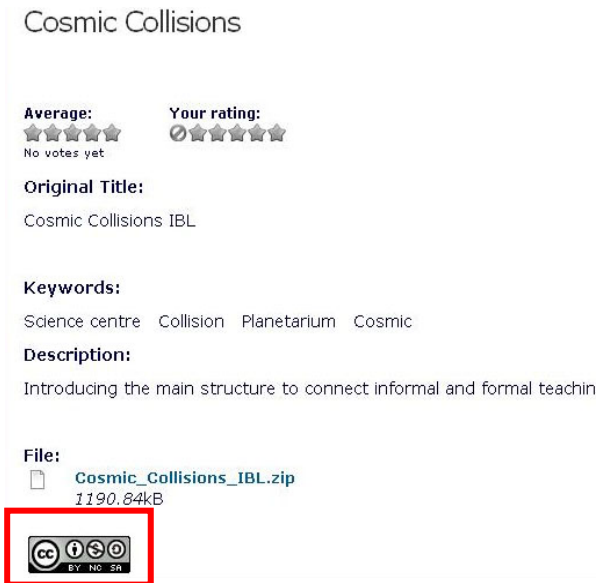 Cosmic Collisions
Average: Your rating:
No votes yet
Original Title:
Cosmic Collisions IBL
Keywords:
Science centre Collision Planetarium Cosmic
Description:
Introducing the main structure to connect informal and formal teachin
File:
Cosmic_Collisions_IBL.zip
1190.84kB
cc
BY NC SA